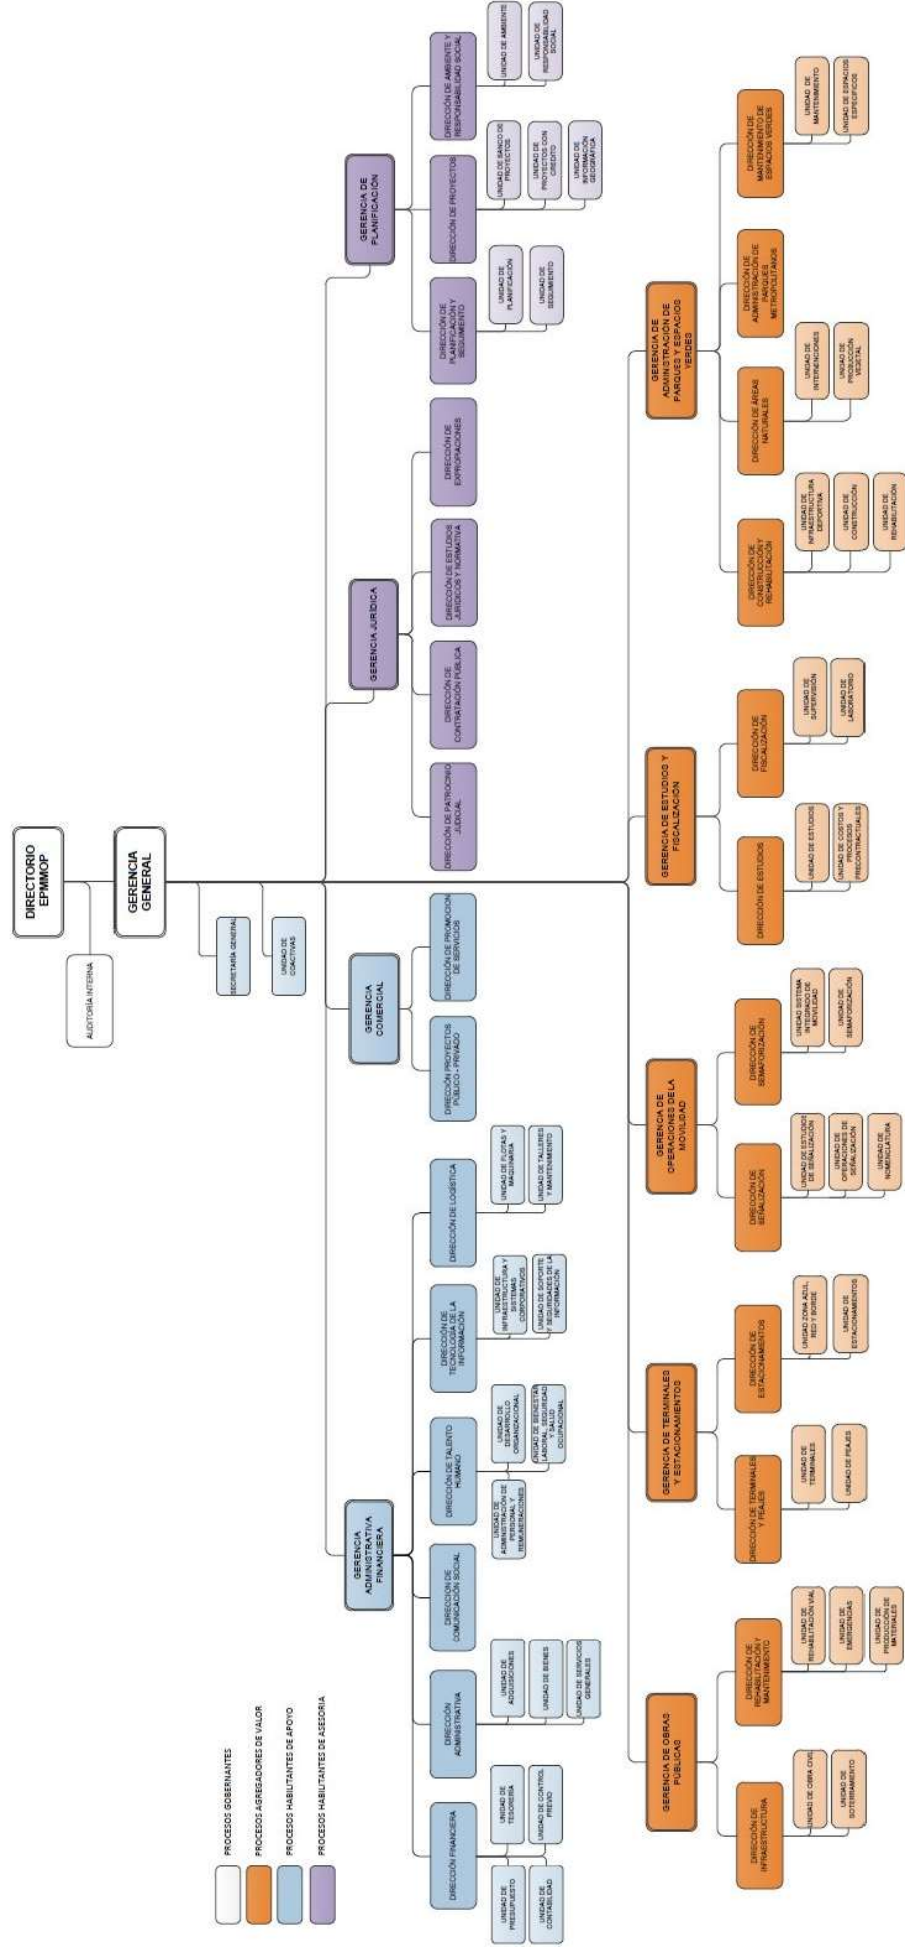 DIRECTORIO
EPMMOP
AUDITORÍA INTERNA
GERENCIA
GENERAL
SECRETARÍA GENERAL
UNIDAD DE
COACTIVAS
PROCESOS GOBERNANTES
PROCESOS AGREGADORES DE VALOR
PROCESOS HABILITANTES DE APOYO
PROCESOS HABILITANTES DE ASESORIA
GERENCIA
ADMINISTRATIVA
FINANCIERA
GERENCIA
COMERCIAL
GERENCIA JURÍDICA
GERENCIA DE
PLANIFICACIÓN
DIRECCIÓN FINANCIERA
UNIDAD DE
PRESUPUESTO
UNIDAD DE
TESORERÍA
UNIDAD DE
CONTABILIDAD
UNIDAD DE CONTROL
PREVIO
DIRECCIÓN
ADMINISTRATIVA
UNIDAD DE
ADQUISICIONES
UNIDAD DE BIENES
UNIDAD DE SERVICIOS
GENERALES
DIRECCIÓN DE
COMUNICACIÓN SOCIAL
DIRECCIÓN DE TALENTO
HUMANO
UNIDAD DE
ADMINISTRACIÓN DE
PERSONAL Y
REMUNERACIONES
UNIDAD DE
DESARROLLO
ORGANIZACIONAL
UNIDAD DE BIENESTAR
LABORAL, SEGURIDAD
Y SALUD
OCUPACIONAL
DIRECCIÓN DE
TECNOLOGÍA DE LA
INFORMACIÓN
UNIDAD DE
INFRAESTRUCTURA Y
SISTEMAS
CORPORATIVOS
UNIDAD DE SOPORTE
Y SEGURIDADES DE LA
INFORMACIÓN
DIRECCIÓN DE LOGÍSTICA
UNIDAD DE FLOTAS Y
MAQUINARIA
UNIDAD DE TALLERES
Y MANTENIMIENTO
DIRECCIÓN PROYECTOS
PÚBLICO - PRIVADO
DIRECCIÓN DE PROMOCION
DE SERVICIOS
DIRECCIÓN DE PATROCINIO
JUDICIAL
DIRECCIÓN DE
CONTRATACIÓN PÚBLICA
DIRECCIÓN DE ESTUDIOS
JURÍDICOS Y NORMATIVA
DIRECCIÓN DE
EXPROPIACIONES
DIRECCIÓN DE
PLANIFICACIÓN Y
SEGUIMIENTO
UNIDAD DE
PLANIFICACIÓN
UNIDAD DE
SEGUIMIENTO
DIRECCIÓN DE PROYECTOS
UNIDAD DE BANCO DE
PROYECTOS
UNIDAD DE
PROYECTOS CON
CREDITO
UNIDAD DE
INFORMACIÓN
GEOGRÁFICA
DIRECCIÓN DE AMBIENTE Y
RESPONSABILIDAD SOCIAL
UNIDAD DE AMBIENTE
UNIDAD DE
RESPONSABILIDAD
SOCIAL
GERENCIA DE OBRAS
PÚBLICAS
GERENCIA DE TERMINALES
Y ESTACIONAMIENTOS
GERENCIA DE
OPERACIONES DE LA
MOVILIDAD
GERENCIA DE ESTUDIOS Y
FISCALIZACIÓN
GERENCIA DE
ADMINISTRACIÓN DE
PARQUES Y ESPACIOS
VERDES
DIRECCIÓN DE
INFRAESTRUCTURA
UNIDAD DE OBRA CIVIL
UNIDAD DE
SOTERRAMIENTO
DIRECCIÓN DE
REHABILITACIÓN Y
MANTENIMIENTO
UNIDAD DE
REHABILITACIÓN VIAL
UNIDAD DE
EMERGENCIAS
UNIDAD DE
PRODUCCIÓN DE
MATERIALES
DIRECCIÓN DE TERMINALES
Y PEAJES
UNIDAD DE
TERMINALES
UNIDAD DE PEAJES
DIRECCIÓN DE
ESTACIONAMIENTOS
UNIDAD ZONA AZUL,
RED Y BORDE
UNIDAD DE
ESTACIONAMIENTOS
DIRECCIÓN DE
SEÑALIZACIÓN
UNIDAD DE ESTUDIOS
DE SEÑALIZACIÓN
UNIDAD DE
OPERACIONES DE
SEÑALIZACIÓN
UNIDAD DE
NOMENCLATURA
DIRECCIÓN DE
SEMAFORIZACIÓN
UNIDAD SISTEMA
INTEGRADO DE
MOVILIDAD
UNIDAD DE
SEMAFORIZACIÓN
DIRECCIÓN DE ESTUDIOS
UNIDAD DE ESTUDIOS
UNIDAD DE COSTOS Y
PROCESOS
PRECONTRACTUALES
DIRECCIÓN DE
FISCALIZACIÓN
UNIDAD DE
SUPERVISIÓN
UNIDAD DE
LABORATORIO
DIRECCIÓN DE
CONSTRUCCIÓN Y
REHABILITACIÓN
UNIDAD DE
INFRAESTRUCTURA
DEPORTIVA
UNIDAD DE
CONSTRUCCIÓN
UNIDAD DE
REHABILITACIÓN
DIRECCIÓN DE ÁREAS
NATURALES
UNIDAD DE
INTERVENCIONES
UNIDAD DE
PRODUCCIÓN
VEGETAL
DIRECCIÓN DE
ADMINISTRACIÓN DE
PARQUES
METROPOLITANOS
DIRECCIÓN DE
MANTENIMIENTO DE
ESPACIOS VERDES
UNIDAD DE
MANTENIMIENTO
UNIDAD DE ESPACIOS
ESPECÍFICOS